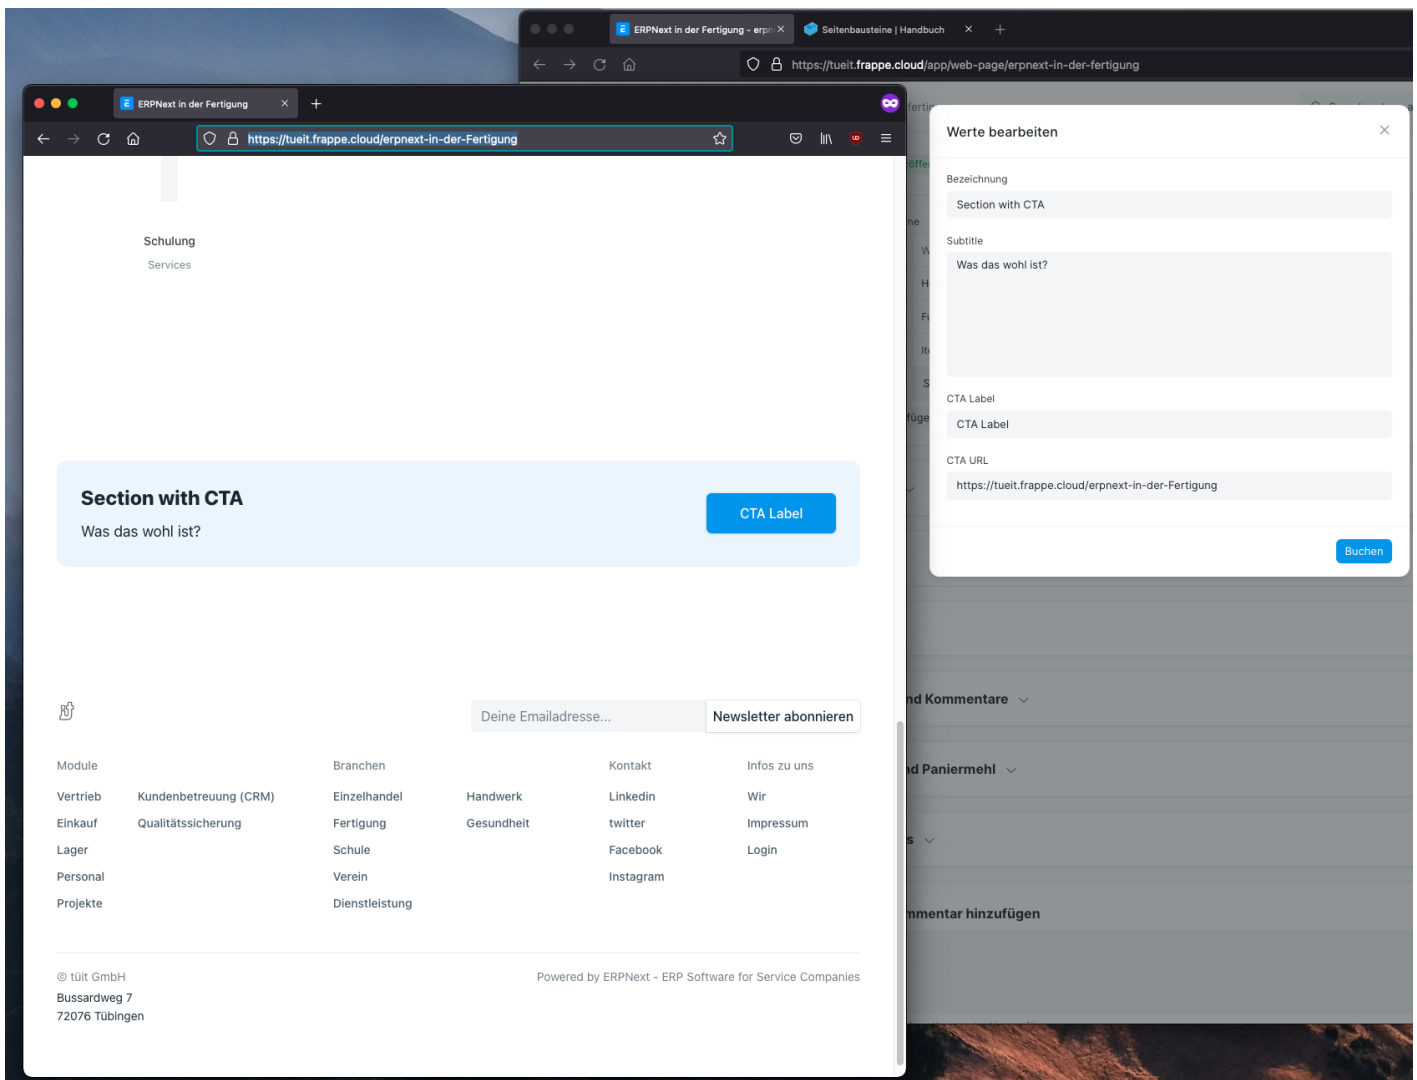 ERPNext in der Fertigung - erpn
Seitenbausteine | Handbuch
https://tueit.frappe.cloud/app/web-page/erpnext-in-der-fertigung
ERPNext in der Fertigung
https://tueit.frappe.cloud/erpnext-in-der-Fertigung
Schulung
Services
Section with CTA
Was das wohl ist?
CTA Label
Deine Emailadresse...
Newsletter abonnieren
Module
Branchen
Kontakt
Infos zu uns
Vertrieb
Kundenbetreuung (CRM)
Einzelhandel
Handwerk
Linkedin
Wir
Einkauf
Qualitätssicherung
Fertigung
Gesundheit
twitter
Impressum
Lager
Schule
Facebook
Login
Personal
Verein
Instagram
Projekte
Dienstleistung
© tüit GmbH
Powered by ERPNext - ERP Software for Service Companies
Bussardweg 7
72076 Tübingen
Werte bearbeiten
Bezeichnung
Section with CTA
Subtitle
Was das wohl ist?
CTA Label
CTA Label
CTA URL
https://tueit.frappe.cloud/erpnext-in-der-Fertigung
Buchen
nd Kommentare
nd Paniermehl
s
mmentar hinzufügen